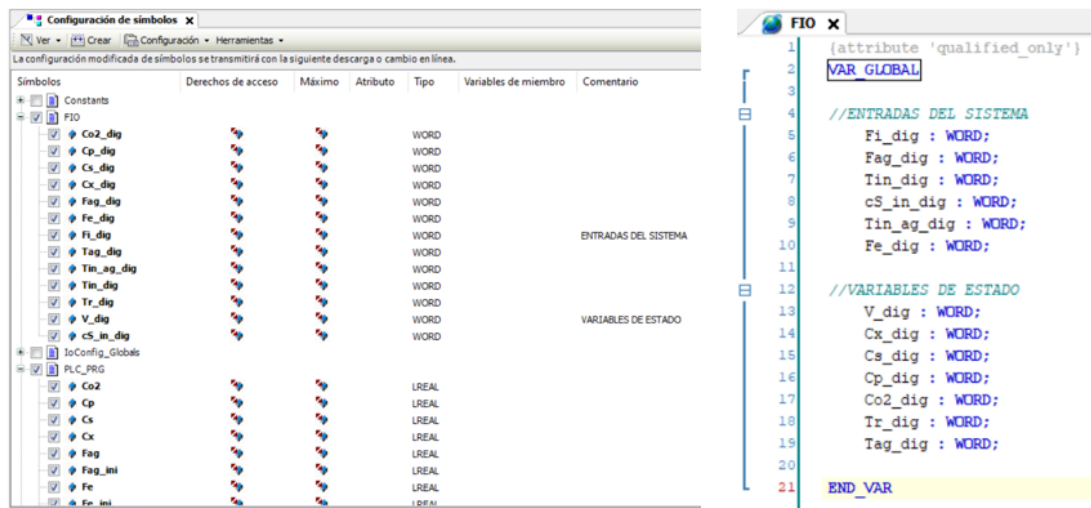 Configuración de símbolos x
Ver Crear Configuración Herramientas
La configuración modificada de símbolos se transmitirá con la siguiente descarga o cambio en línea.
Símbolos Derechos de acceso Máximo Atributo Tipo Variables de miembro Comentario
Constants
FIO
Co2_dig WORD
Cp_dig WORD
Cs_dig WORD
Cx_dig WORD
Fag_dig WORD
Fe_dig WORD
Fi_dig WORD ENTRADAS DEL SISTEMA
Tag_dig WORD
Tin_ag_dig WORD
Tin_dig WORD
Tr_dig WORD
V_dig WORD VARIABLES DE ESTADO
cS_in_dig WORD
IoConfig_Globals
PLC_PRG
Co2 LREAL
Cp LREAL
Cs LREAL
Cx LREAL
Fag LREAL
Fag_ini LREAL
Fe LREAL
Fe_ini LREAL
FIO x
1 {attribute 'qualified_only'}
2 VAR_GLOBAL
3
4 //ENTRADAS DEL SISTEMA
5 Fi_dig : WORD;
6 Fag_dig : WORD;
7 Tin_dig : WORD;
8 cS_in_dig : WORD;
9 Tin_ag_dig : WORD;
10 Fe_dig : WORD;
11
12 //VARIABLES DE ESTADO
13 V_dig : WORD;
14 Cx_dig : WORD;
15 Cs_dig : WORD;
16 Cp_dig : WORD;
17 Co2_dig : WORD;
18 Tr_dig : WORD;
19 Tag_dig : WORD;
20
21 END_VAR